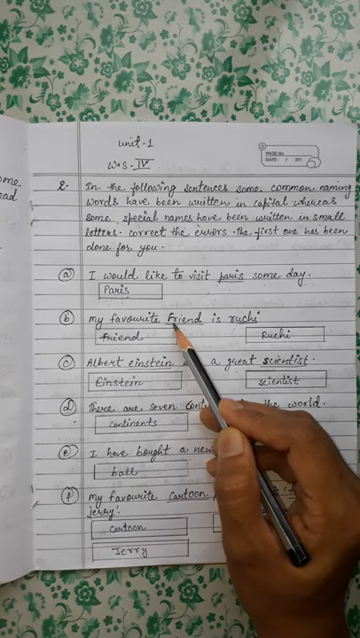 ome
ead
Unit-1
W.S. IV
PAGE No
DATE: / /201
2. In the following sentences some common naming
words have been written in capital whereas
some special names have been written in small
letters. correct the errors. The first one has been
done for you.
(a) I would like to visit paris some day.
Paris
(b) My favourite Friend is ruchi
friend Ruchi
(c) Albert einstein a great scientist.
Einstein scientist
(d) There are seven the world.
continents
(e) I have bought a new
ball
(f) My favourite Cartoon
jerry'.
cartoon
Jerry